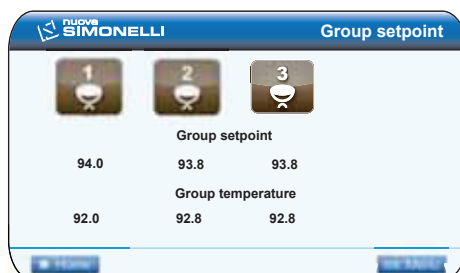 nuova
SIMONELLI
Group setpoint
1 2 3
Group setpoint
94.0 93.8 93.8
Group temperature
92.0 92.8 92.8
Home